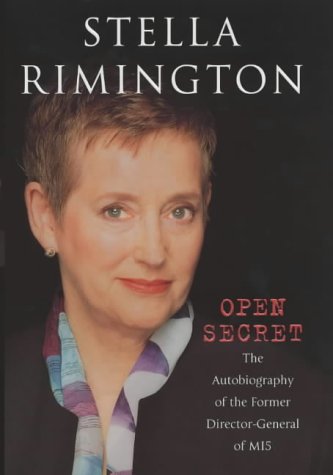 STELLA
RIMINGTON
OPEN
SECRET
The
Autobiography
of the Former
Director-General
of MI5